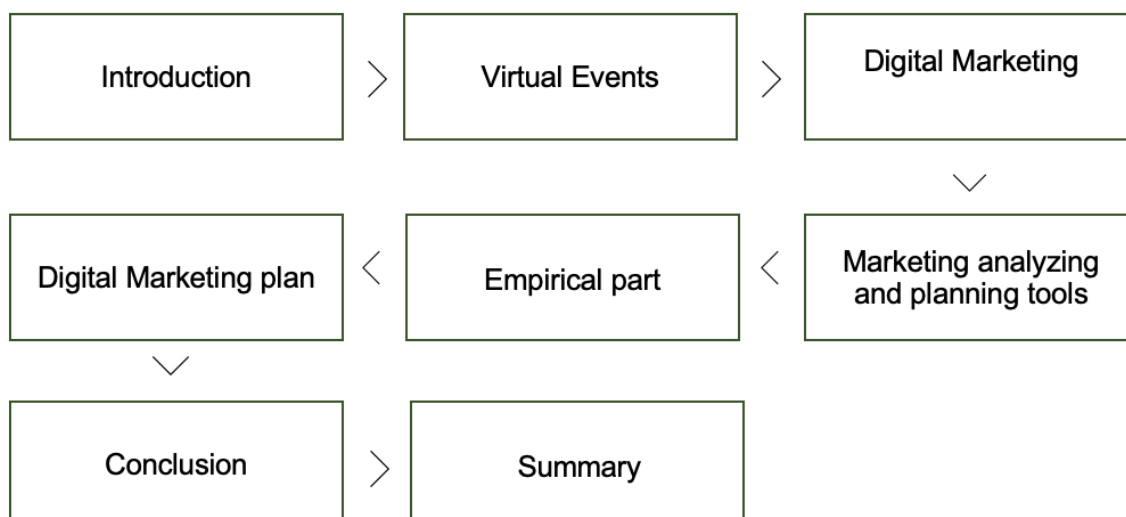 Introduction
Virtual Events
Digital Marketing
Marketing analyzing
and planning tools
Empirical part
Digital Marketing plan
Conclusion
Summary